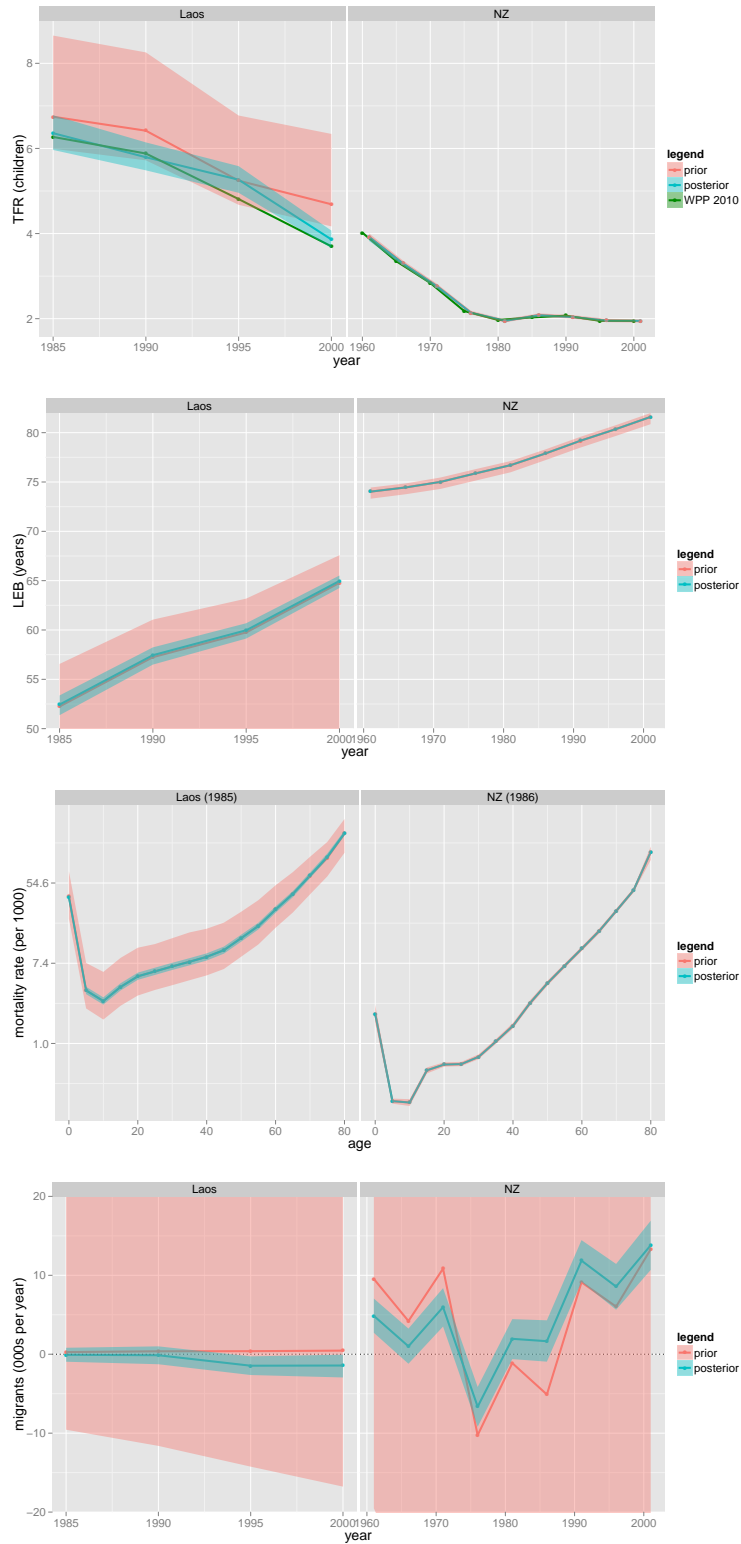 Laos NZ
8
6
4
2
TFR (children)
1985 1990 1995 2000 1960 1970 1980 1990 2000
year
legend
prior
posterior
WPP 2010
Laos NZ
80
75
70
65
60
55
50
LEB (years)
1985 1990 1995 2000 1960 1970 1980 1990 2000
year
legend
prior
posterior
Laos (1985) NZ (1986)
54.6
7.4
1.0
mortality rate (per 1000)
0 20 40 60 80 0 20 40 60 80
age
legend
prior
posterior
Laos NZ
20
10
0
−10
−20
migrants (000s per year)
1985 1990 1995 2000 1960 1970 1980 1990 2000
year
legend
prior
posterior